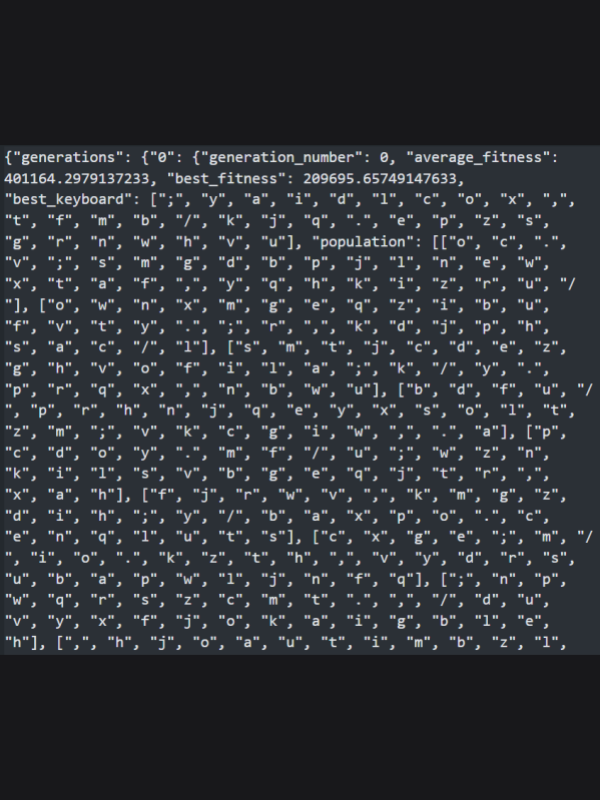 {"generations": {"0": {"generation_number": 0, "average_fitness":
401164.2979137233, "best_fitness": 209695.65749147633,
"best_keyboard": [";", "y", "a", "i", "d", "l", "c", "o", "x", ",",
"t", "f", "m", "b", "/", "k", "j", "q", ".", "e", "p", "z", "s",
"g", "r", "n", "w", "h", "v", "u"], "population": [["o", "c", ".",
"v", ";", "s", "m", "g", "d", "b", "p", "j", "l", "n", "e", "w",
"x", "t", "a", "f", ",", "y", "q", "h", "k", "i", "z", "r", "u", "/
"], ["o", "w", "n", "x", "m", "g", "e", "q", "z", "i", "b", "u",
"f", "v", "t", "y", ".", ";", "r", ",", "k", "d", "j", "p", "h",
"s", "a", "c", "/", "l"], ["s", "m", "t", "j", "c", "d", "e", "z",
"g", "h", "v", "o", "f", "i", "l", "a", ";", "k", "/", "y", ".",
"p", "r", "q", "x", ",", "n", "b", "w", "u"], ["b", "d", "f", "u", "/
", "p", "r", "h", "n", "j", "q", "e", "y", "x", "s", "o", "l", "t",
"z", "m", ";", "v", "k", "c", "g", "i", "w", ",", ".", "a"], ["p",
"c", "d", "o", "y", ".", "m", "f", "/", "u", ";", "w", "z", "n",
"k", "i", "l", "s", "v", "b", "g", "e", "q", "j", "t", "r", ",",
"x", "a", "h"], ["f", "j", "r", "w", "v", ",", "k", "m", "g", "z",
"d", "i", "h", ";", "y", "/", "b", "a", "x", "p", "o", ".", "c",
"e", "n", "q", "l", "u", "t", "s"], ["c", "x", "g", "e", ";", "m", "/
", "i", "o", ".", "k", "z", "t", "h", ",", "v", "y", "d", "r", "s",
"u", "b", "a", "p", "w", "l", "j", "n", "f", "q"], [";", "n", "p",
"w", "q", "r", "s", "z", "c", "m", "t", ".", ",", "/", "d", "u",
"v", "y", "x", "f", "j", "o", "k", "a", "i", "g", "b", "l", "e",
"h"], [",", "h", "j", "o", "a", "u", "t", "i", "m", "b", "z", "l",